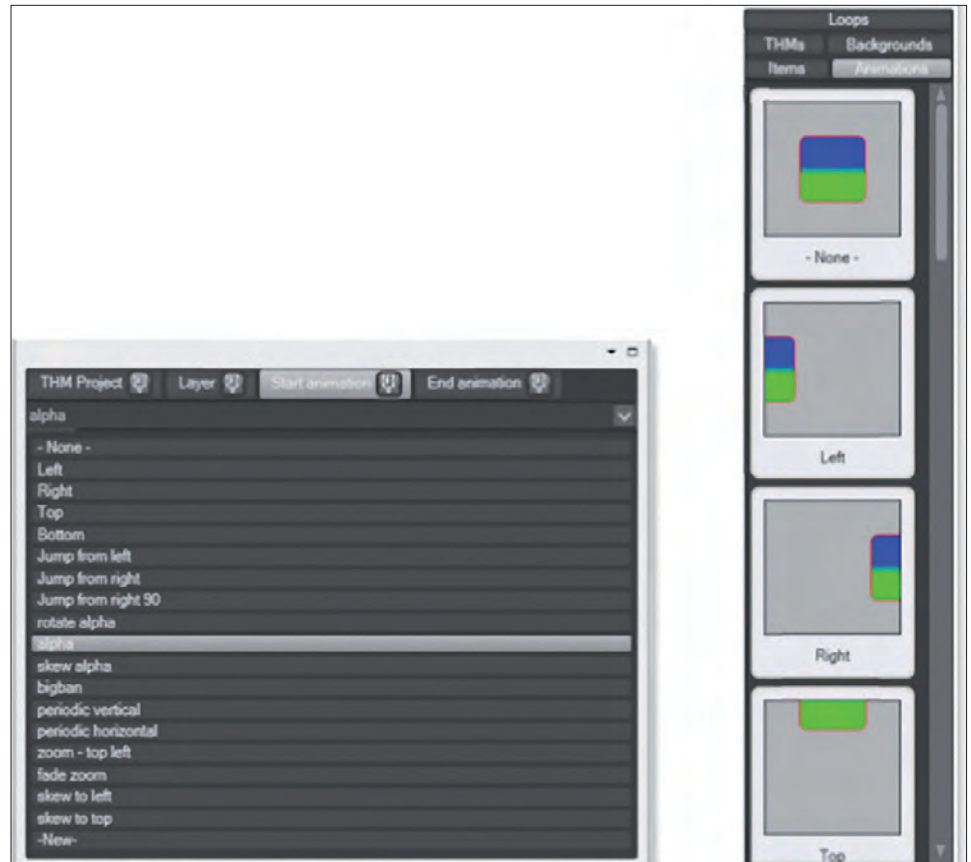 Loops
THMs Backgrounds
Items Animations
- None -
Left
Right
Top
THM Project Layer Start animation End animation
alpha
- None -
Left
Right
Top
Bottom
Jump from left
Jump from right
Jump from right 90
rotate alpha
alpha
skew alpha
bigban
periodic vertical
periodic horizontal
zoom - top left
fade zoom
skew to left
skew to top
-New-